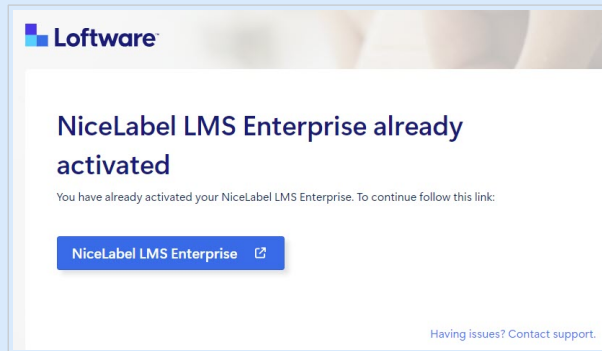 Loftware
NiceLabel LMS Enterprise already
activated
You have already activated your NiceLabel LMS Enterprise. To continue follow this link:
NiceLabel LMS Enterprise
Having issues? Contact support.